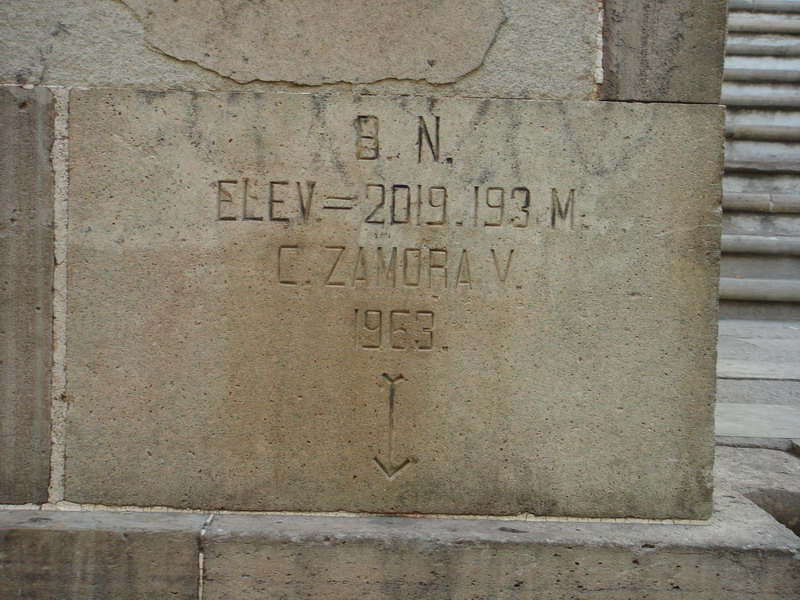 B. N.
ELEV.= 2019.193 M.
C. ZAMORA V.
1963.